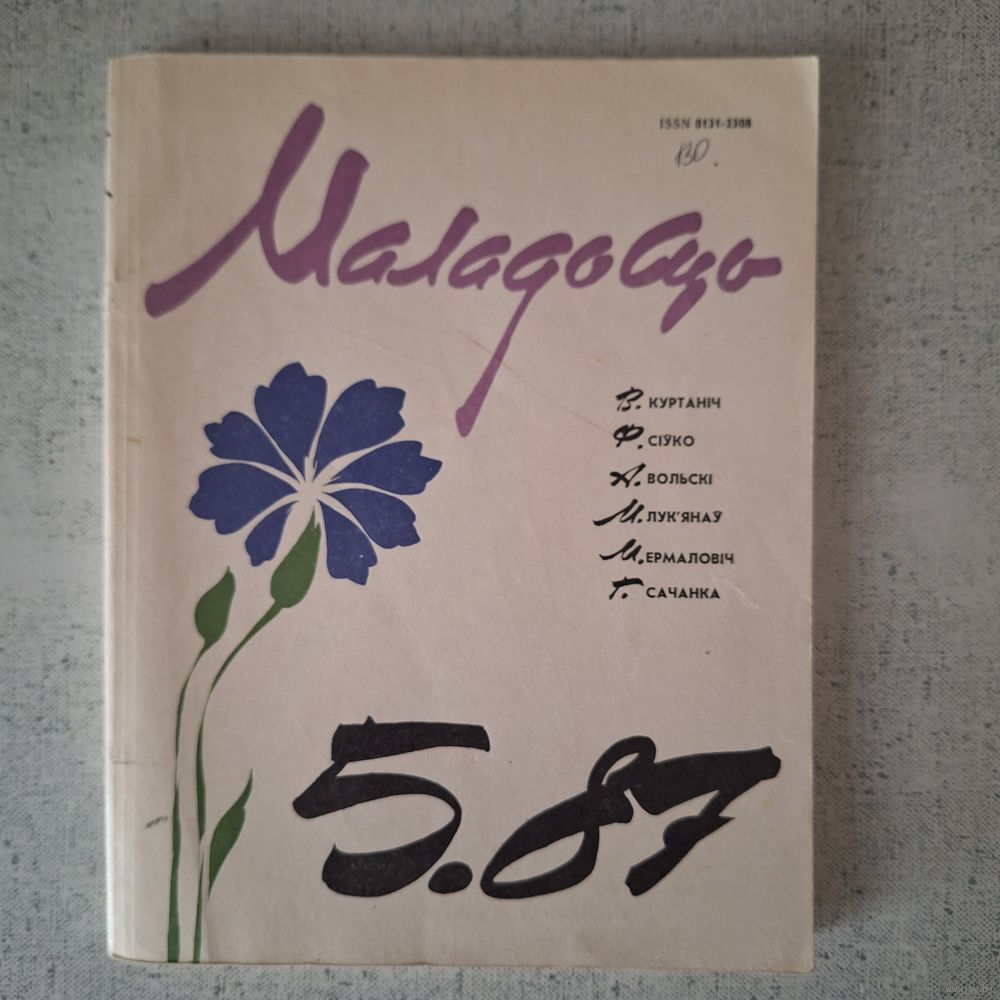 ISSN 0131-2308
130.
Маладосць
В. КУРТАНІЧ
Ф. СІЎКО
А. ВОЛЬСКІ
М. ЛУК'ЯНАЎ
М. ЕРМАЛОВІЧ
Г. САЧАНКА
5.87